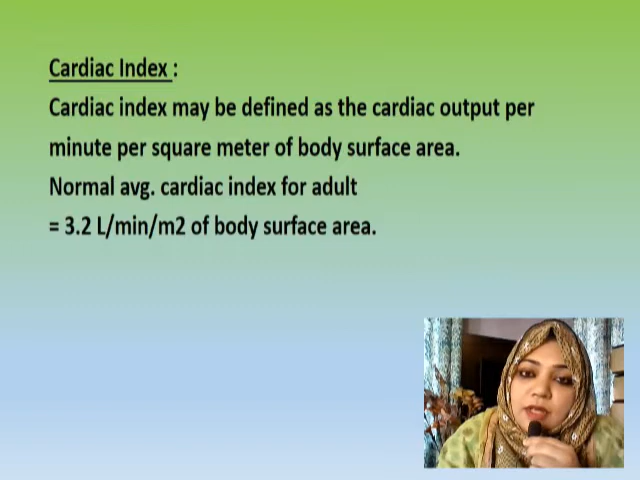 Cardiac Index :
Cardiac index may be defined as the cardiac output per
minute per square meter of body surface area.
Normal avg. cardiac index for adult
= 3.2 L/min/m2 of body surface area.